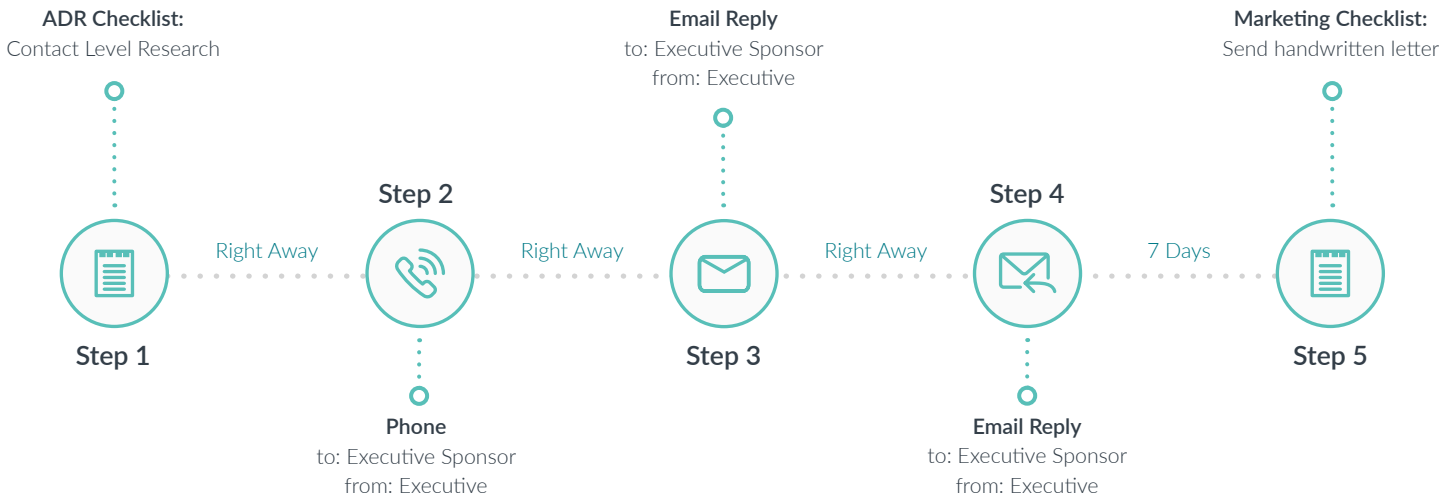 ADR Checklist:
Contact Level Research
Email Reply
to: Executive Sponsor
from: Executive
Marketing Checklist:
Send handwritten letter
Step 2
Step 4
Right Away
Right Away
Right Away
7 Days
Step 1
Step 3
Step 5
Phone
to: Executive Sponsor
from: Executive
Email Reply
to: Executive Sponsor
from: Executive